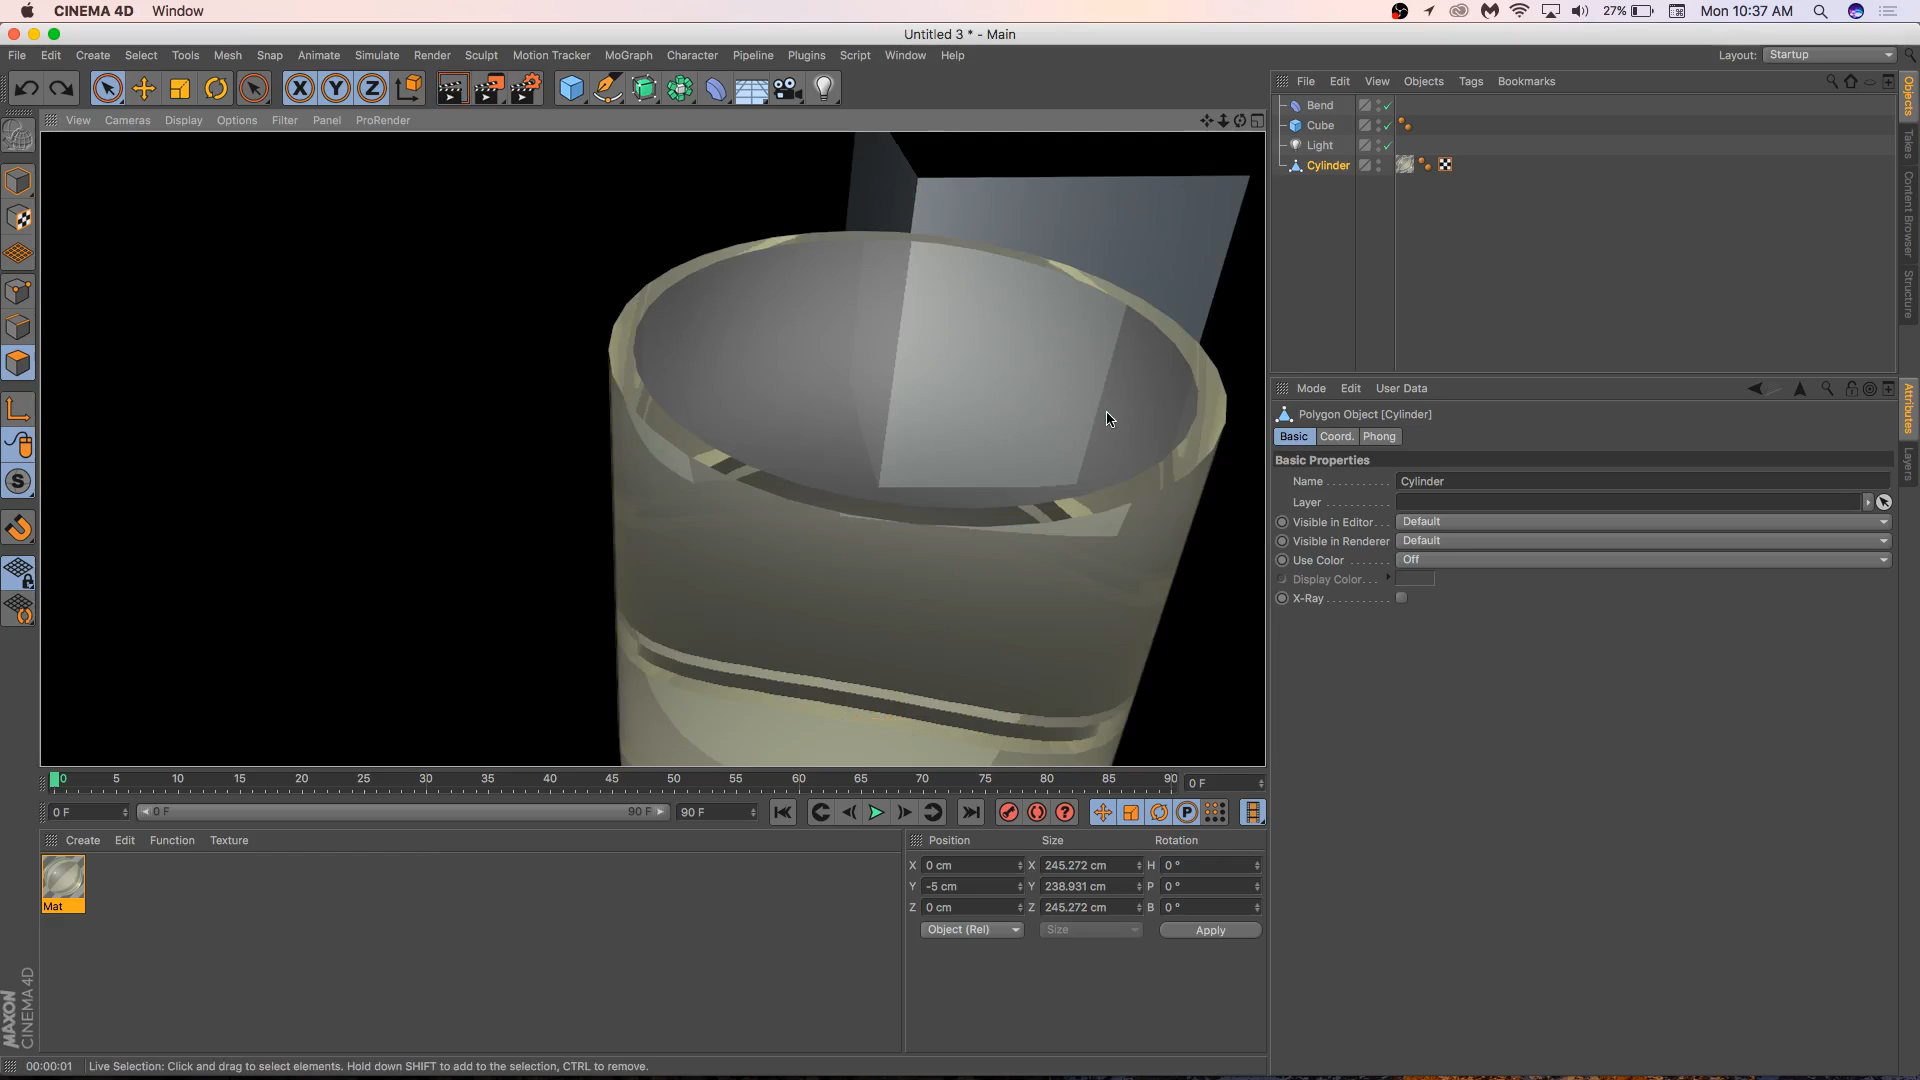 CINEMA 4D Window 27% Mon 10:37 AM
Untitled 3 * - Main
File Edit Create Select Tools Mesh Snap Animate Simulate Render Sculpt Motion Tracker MoGraph Character Pipeline Plugins Script Window Help Layout: Startup
File Edit View Objects Tags Bookmarks
View Cameras Display Options Filter Panel ProRender
Bend
Cube
Light
Cylinder
Objects
Takes
Content Browser
Structure
Mode Edit User Data
Polygon Object [Cylinder]
Basic Coord. Phong
Basic Properties
Name Cylinder
Layer
Visible in Editor Default
Visible in Renderer Default
Use Color Off
Display Color
X-Ray
Attributes
Layers
0 5 10 15 20 25 30 35 40 45 50 55 60 65 70 75 80 85 90 0 F
0 F 0 F 90 F 90 F
Create Edit Function Texture
Mat
Position Size Rotation
X 0 cm X 245.272 cm H 0 °
Y -5 cm Y 238.931 cm P 0 °
Z 0 cm Z 245.272 cm B 0 °
Object (Rel) Size Apply
MAXON
CINEMA 4D
00:00:01 Live Selection: Click and drag to select elements. Hold down SHIFT to add to the selection, CTRL to remove.